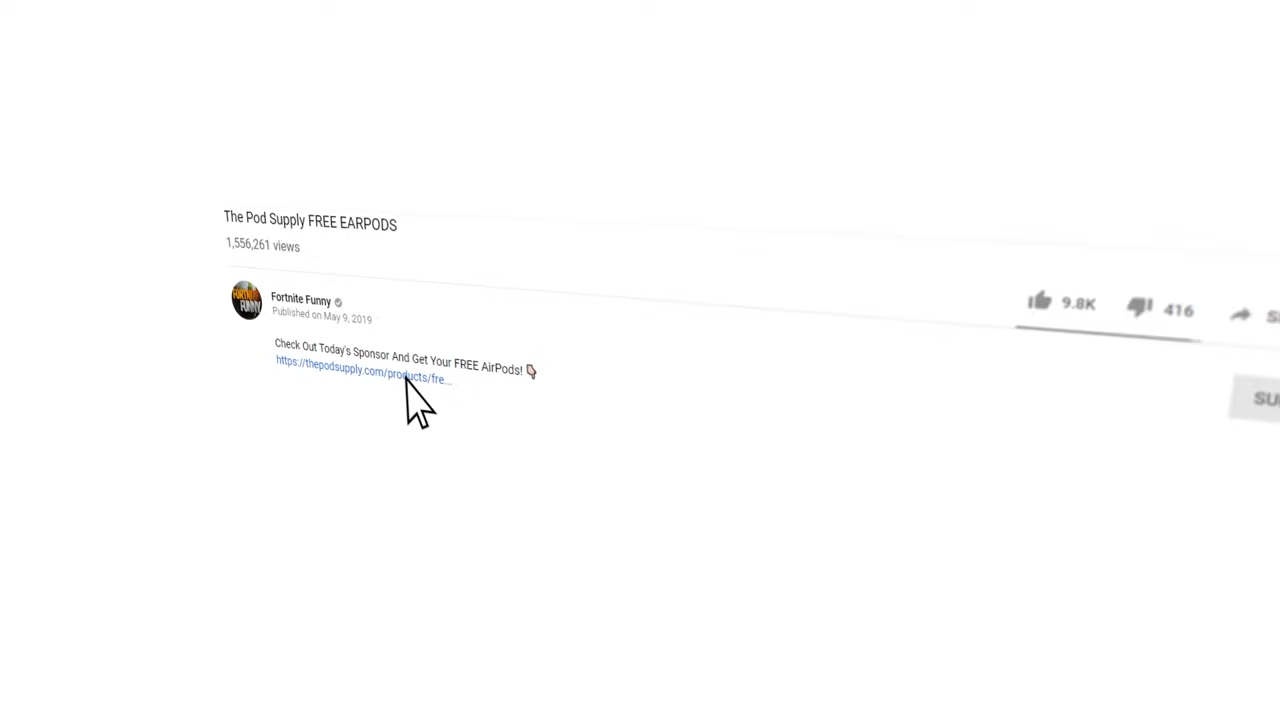 The Pod Supply FREE EARPODS
1,556,261 views
Fortnite Funny
Published on May 9, 2019
9.8K
416
Check Out Today's Sponsor And Get Your FREE AirPods!
https://thepodsupply.com/products/fre...